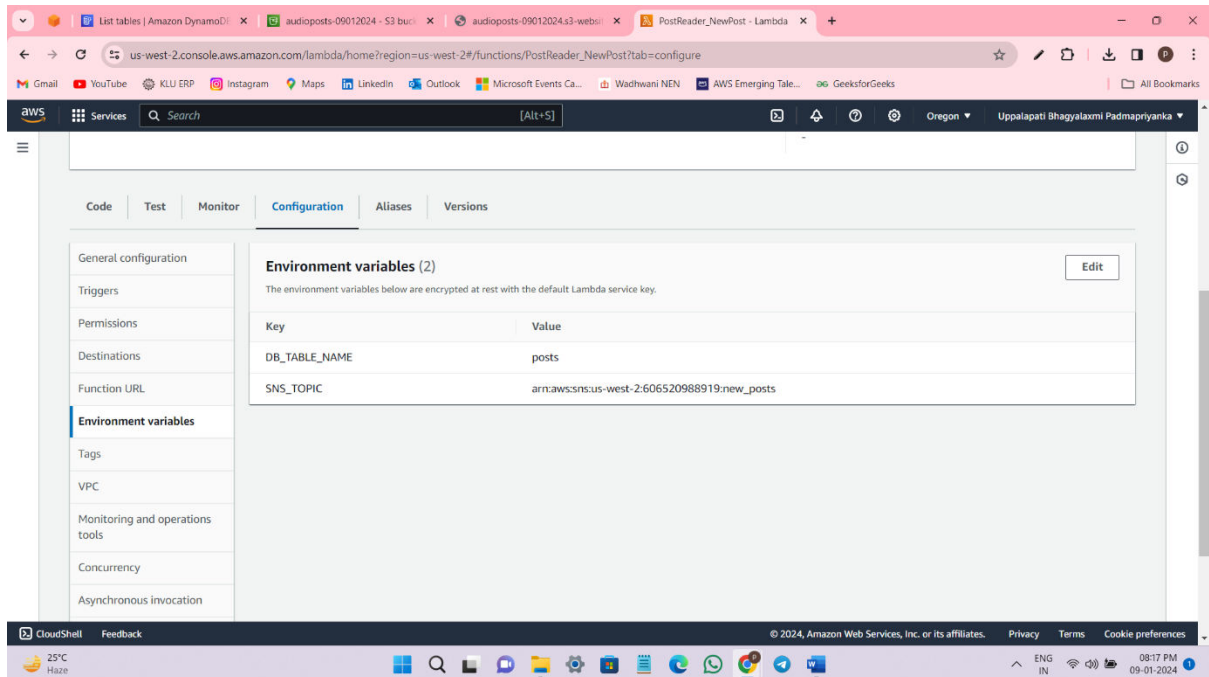 List tables | Amazon DynamoD
audioposts-09012024 - S3 buc
audioposts-09012024.s3-websi
PostReader_NewPost - Lambda
us-west-2.console.aws.amazon.com/lambda/home?region=us-west-2#/functions/PostReader_NewPost?tab=configure
P
Gmail YouTube KLU ERP Instagram Maps LinkedIn Outlook Microsoft Events Ca... Wadhwani NEN AWS Emerging Tale... GeeksforGeeks All Bookmarks
aws Services Search [Alt+S] Oregon Uppalapati Bhagyalaxmi Padmapriyanka
-
Code Test Monitor Configuration Aliases Versions
General configuration
Triggers
Permissions
Destinations
Function URL
Environment variables
Tags
VPC
Monitoring and operations
tools
Concurrency
Asynchronous invocation
Environment variables (2)
Edit
The environment variables below are encrypted at rest with the default Lambda service key.
Key Value
DB_TABLE_NAME posts
SNS_TOPIC arn:aws:sns:us-west-2:606520988919:new_posts
CloudShell Feedback © 2024, Amazon Web Services, Inc. or its affiliates. Privacy Terms Cookie preferences
25°C
Haze
ENG
IN
08:17 PM
09-01-2024
1